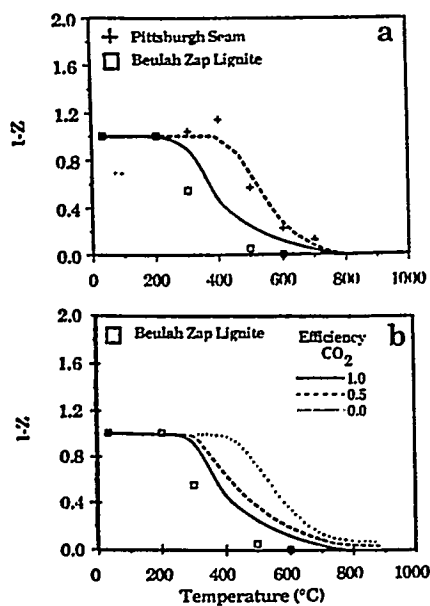 a
+ Pittsburgh Seam
□ Beulah Zap Lignite
2.0
1.6
1.2
0.8
0.4
0.0
1-Z
0 200 400 600 800 1000
b
□ Beulah Zap Lignite
Efficiency
CO2
1.0
0.5
0.0
2.0
1.6
1.2
0.8
0.4
0.0
1-Z
0 200 400 600 800 1000
Temperature (°C)